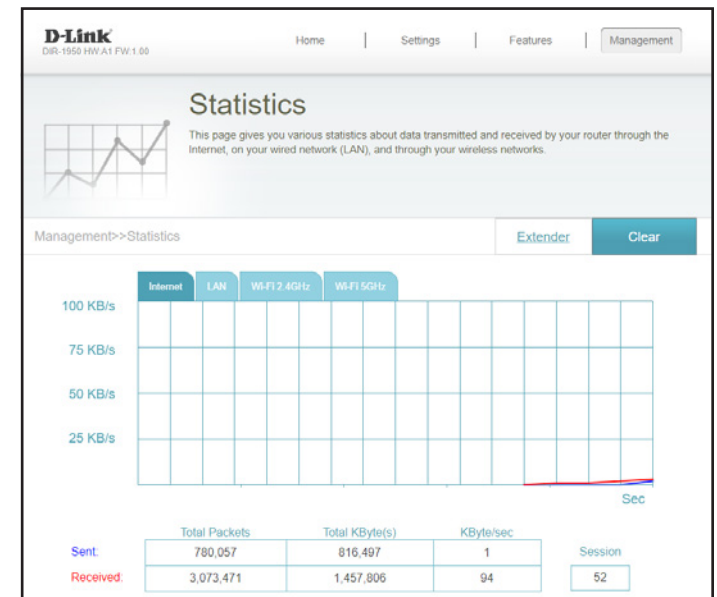 D-Link
DIR-1950 HW:A1 FW:1.00
Home | Settings | Features | Management
Statistics
This page gives you various statistics about data transmitted and received by your router through the
Internet, on your wired network (LAN), and through your wireless networks.
Management>>Statistics
Extender
Clear
Internet LAN Wi-Fi 2.4GHz Wi-Fi 5GHz
100 KB/s
75 KB/s
50 KB/s
25 KB/s
Sec
Total Packets Total KByte(s) KByte/sec
Sent: 780,057 816,497 1 Session
Received: 3,073,471 1,457,806 94 52